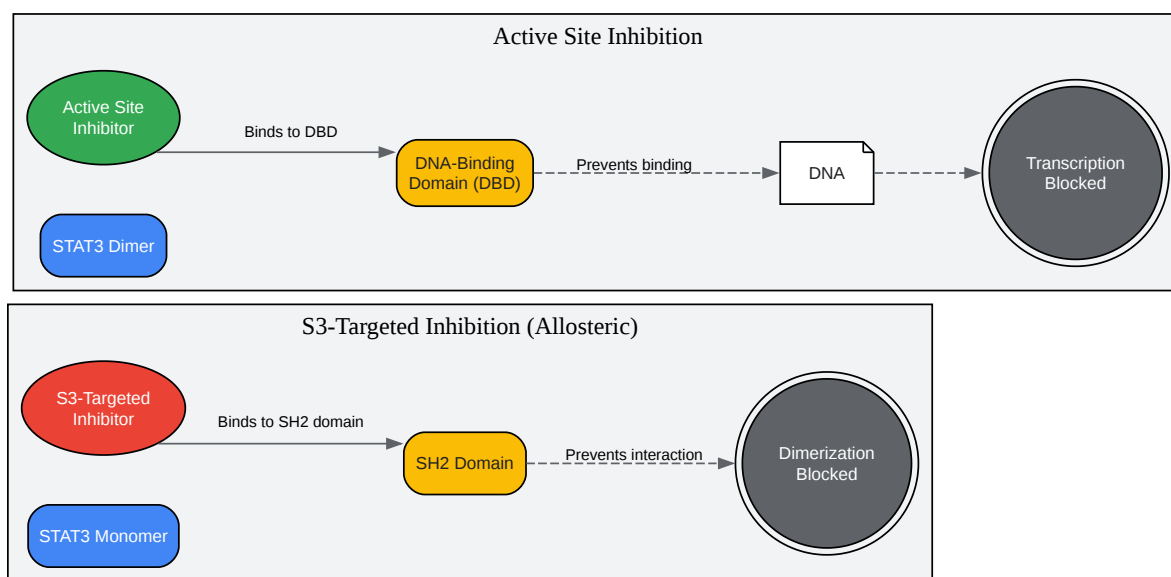 Active Site Inhibition
Active Site
Inhibitor
Binds to DBD
DNA-Binding
Domain (DBD)
Prevents binding
DNA
Transcription
Blocked
STAT3 Dimer
S3-Targeted Inhibition (Allosteric)
S3-Targeted
Inhibitor
Binds to SH2 domain
SH2 Domain
Prevents interaction
Dimerization
Blocked
STAT3 Monomer